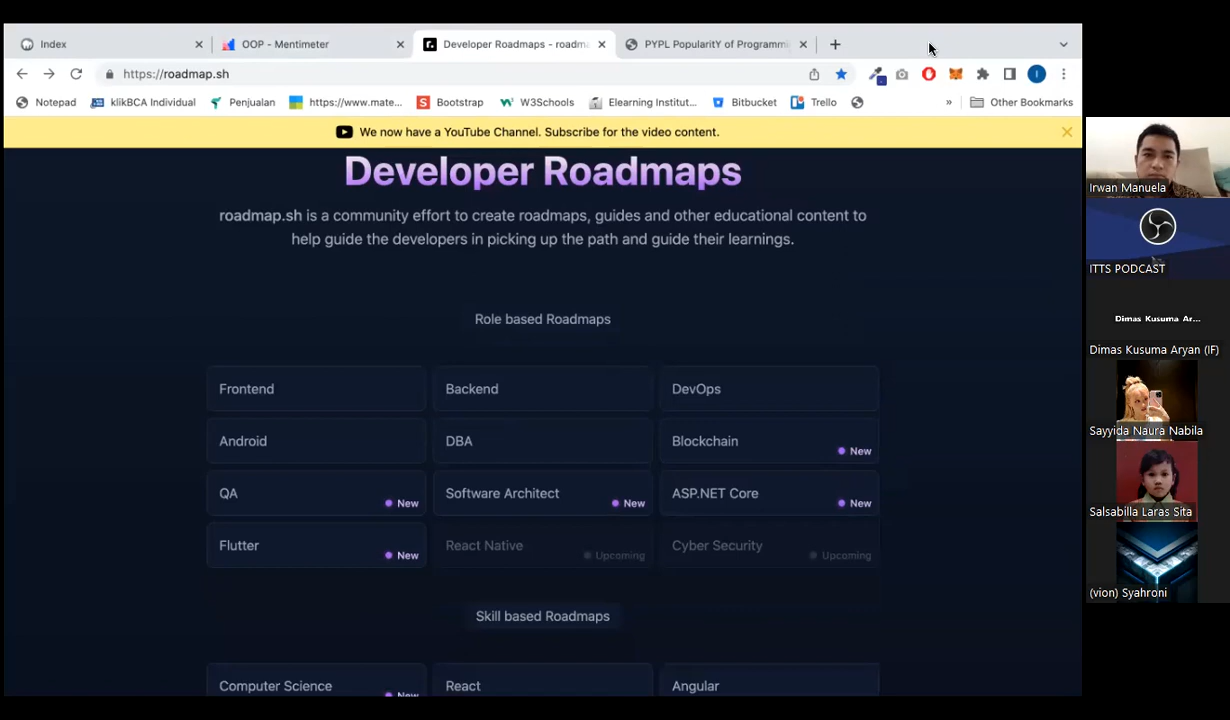 Index
OOP - Mentimeter
Developer Roadmaps - roadma
PYPL PopularitY of Programmi
https://roadmap.sh
I
Notepad
klikBCA Individual
Penjualan
https://www.mate...
Bootstrap
W3Schools
Elearning Institut...
Bitbucket
Trello
»
Other Bookmarks
We now have a YouTube Channel. Subscribe for the video content.
Developer Roadmaps
roadmap.sh is a community effort to create roadmaps, guides and other educational content to
help guide the developers in picking up the path and guide their learnings.
Role based Roadmaps
Frontend
Backend
DevOps
Android
DBA
Blockchain
New
QA
New
Software Architect
New
ASP.NET Core
New
Flutter
New
React Native
Upcoming
Cyber Security
Upcoming
Skill based Roadmaps
Computer Science
New
React
Angular
Irwan Manuela
ITTS PODCAST
Dimas Kusuma Ar...
Dimas Kusuma Aryan (IF)
Sayyida Naura Nabila
Salsabilla Laras Sita
(vion) Syahroni